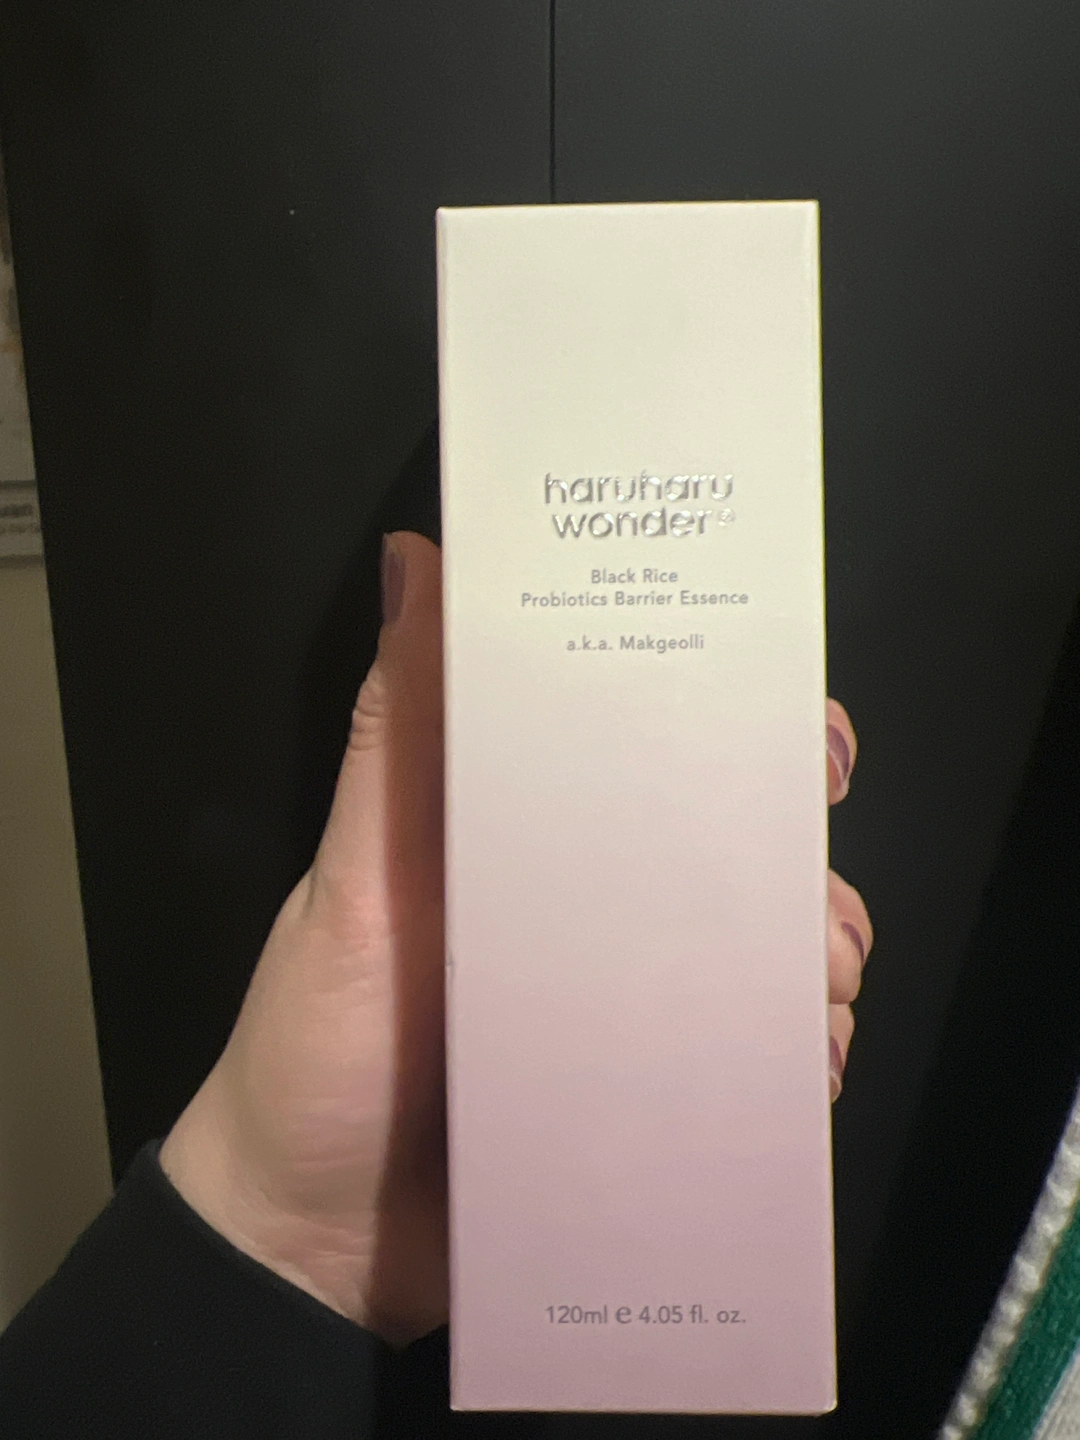 haruharu
wonder®
Black Rice
Probiotics Barrier Essence
a.k.a. Makgeolli
120ml e 4.05 fl. oz.